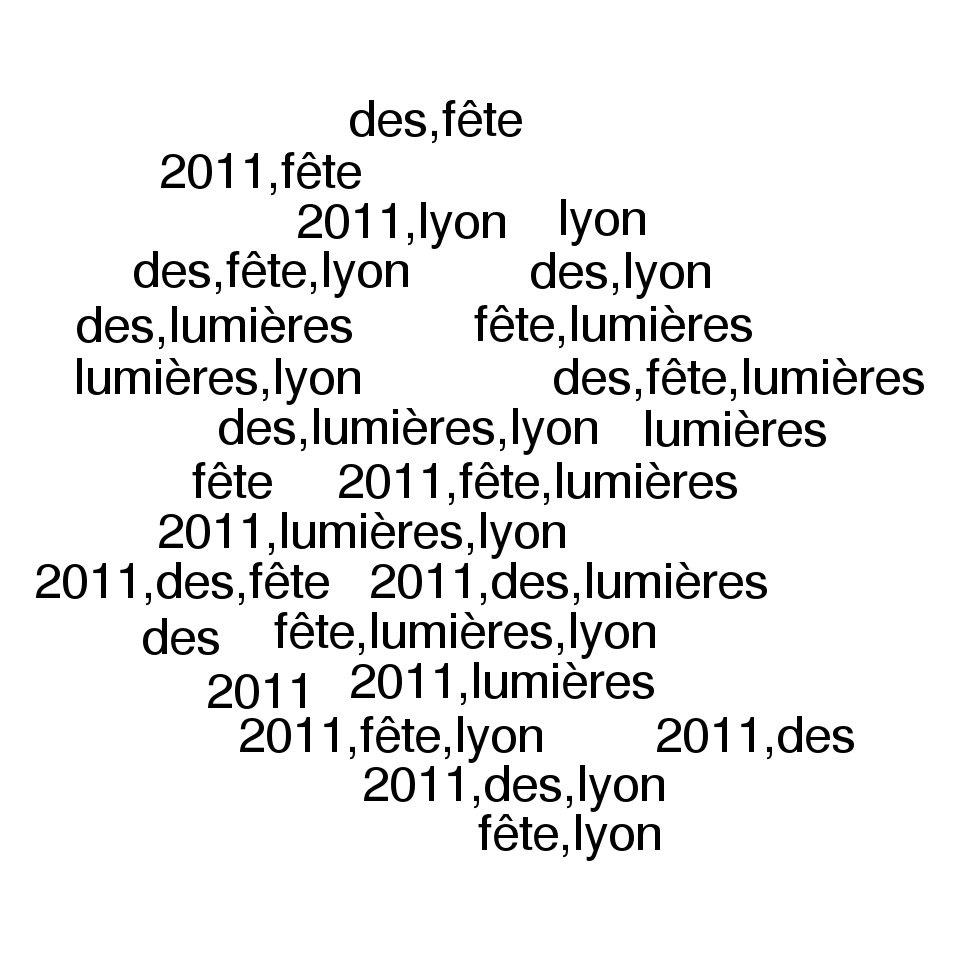 des,fête
2011,fête
2011,lyon lyon
des,fête,lyon des,lyon
des,lumières fête,lumières
lumières,lyon des,fête,lumières
des,lumières,lyon lumières
fête 2011,fête,lumières
2011,lumières,lyon
2011,des,fête 2011,des,lumières
des fête,lumières,lyon
2011 2011,lumières
2011,fête,lyon 2011,des
2011,des,lyon
fête,lyon